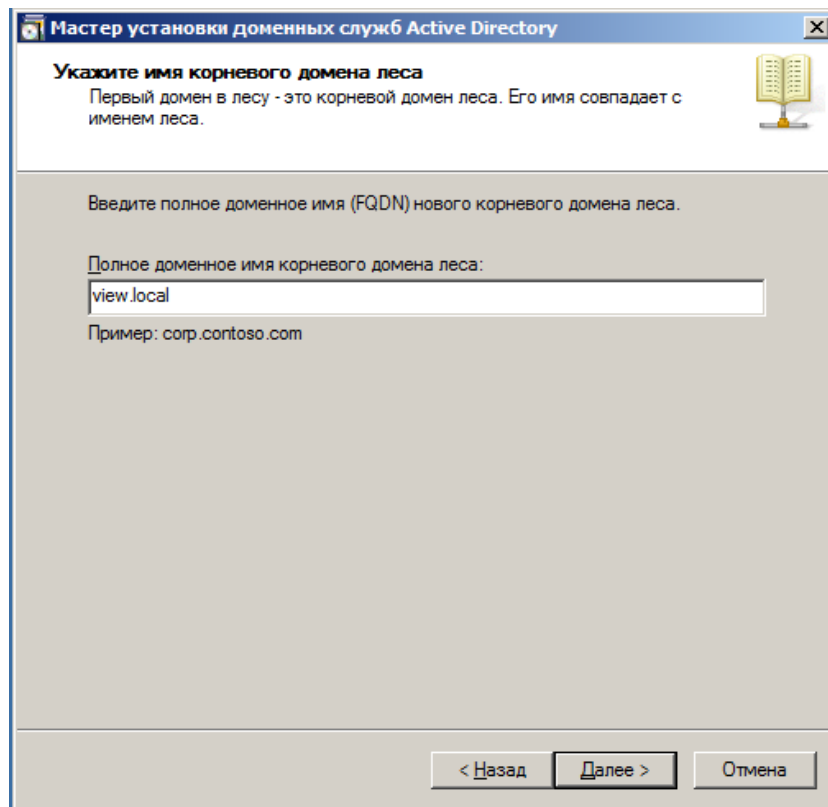 Мастер установки доменных служб Active Directory
Укажите имя корневого домена леса
Первый домен в лесу - это корневой домен леса. Его имя совпадает с
именем леса.
Введите полное доменное имя (FQDN) нового корневого домена леса.
Полное доменное имя корневого домена леса:
view.local
Пример: corp.contoso.com
< Назад
Далее >
Отмена